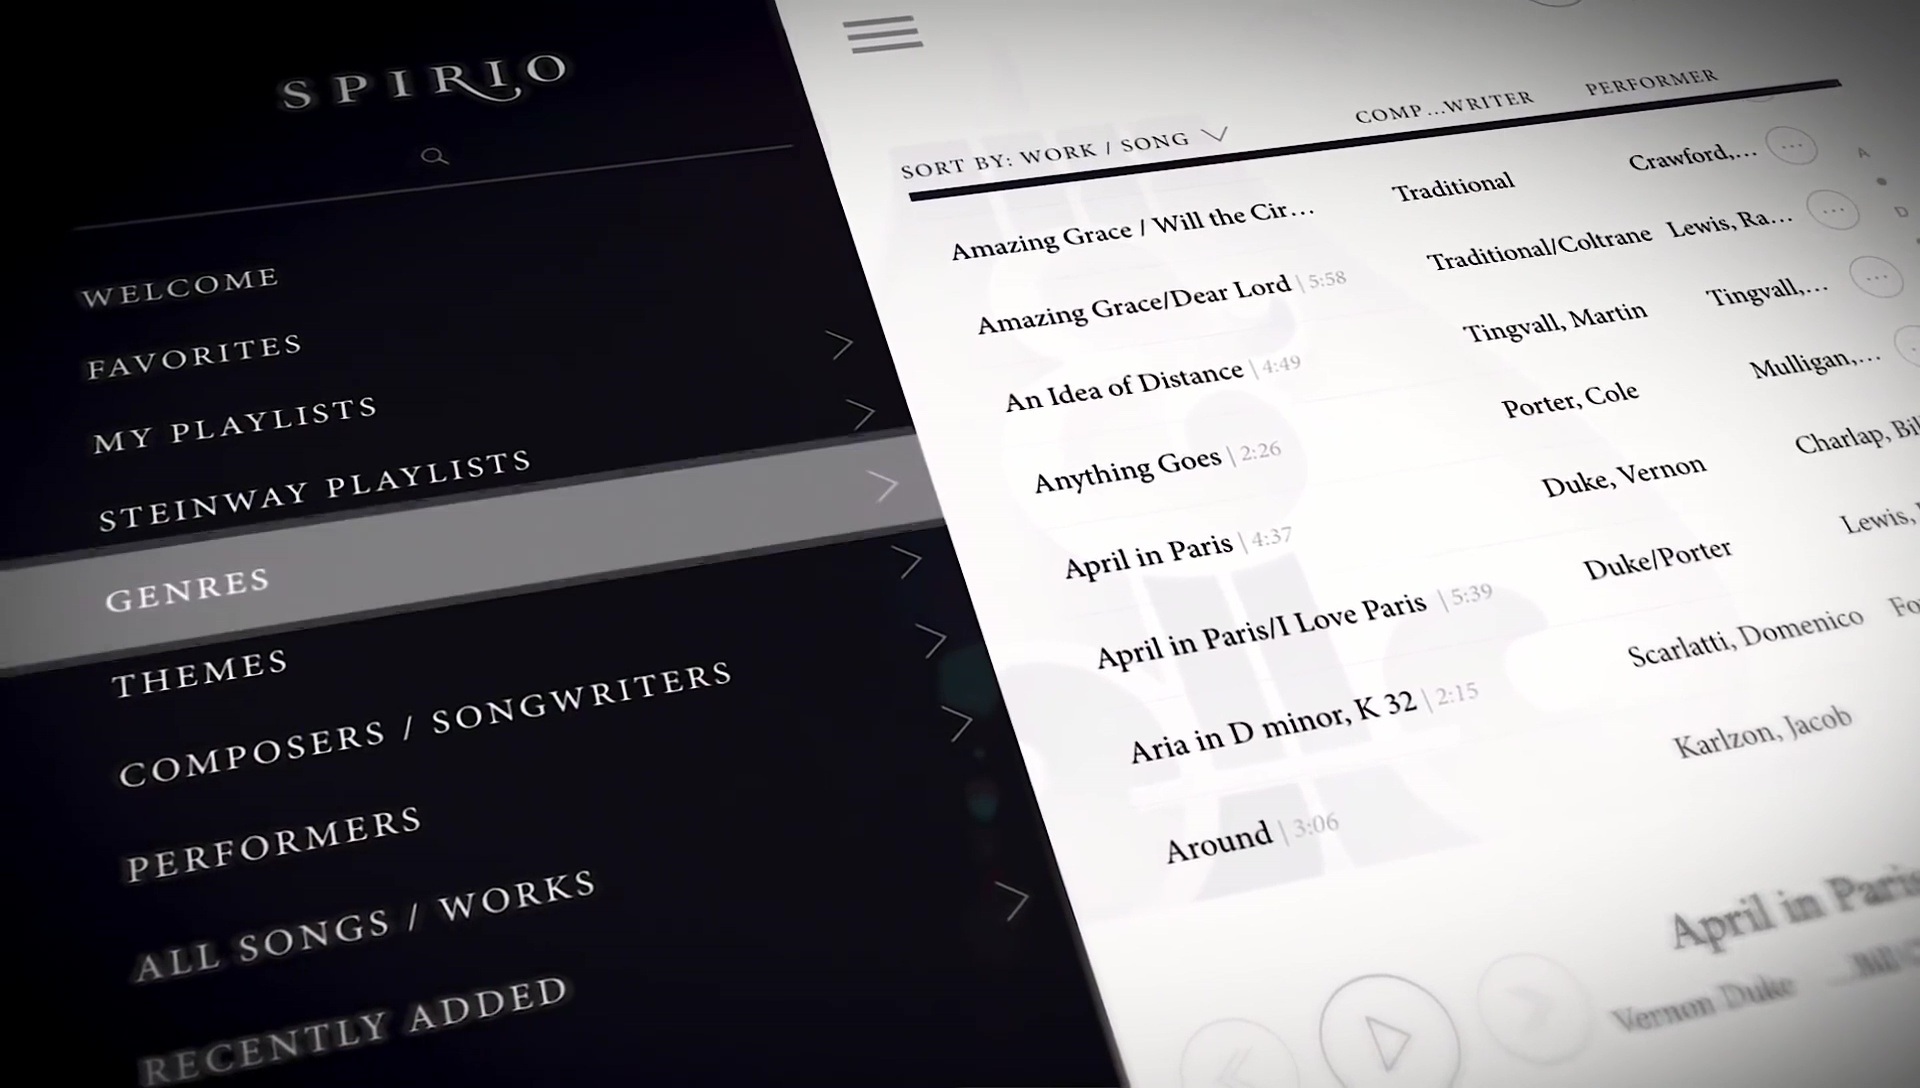 SPIRIO
WELCOME
FAVORITES
MY PLAYLISTS
STEINWAY PLAYLISTS
GENRES
THEMES
COMPOSERS / SONGWRITERS
PERFORMERS
ALL SONGS / WORKS
RECENTLY ADDED
SORT BY: WORK / SONG COMP...WRITER PERFORMER
Amazing Grace / Will the Cir... Traditional Crawford,...
Amazing Grace/Dear Lord | 5:58 Traditional/Coltrane Lewis, Ra...
An Idea of Distance | 4:49 Tingvall, Martin Tingvall,...
Anything Goes | 2:26 Porter, Cole Mulligan,...
April in Paris | 4:37 Duke, Vernon Charlap, Bil
April in Paris/I Love Paris | 5:39 Duke/Porter Lewis,
Aria in D minor, K 32 | 2:15 Scarlatti, Domenico Fo
Around | 3:06 Karlzon, Jacob
A
D
April in Paris
Vernon Duke ...Bill